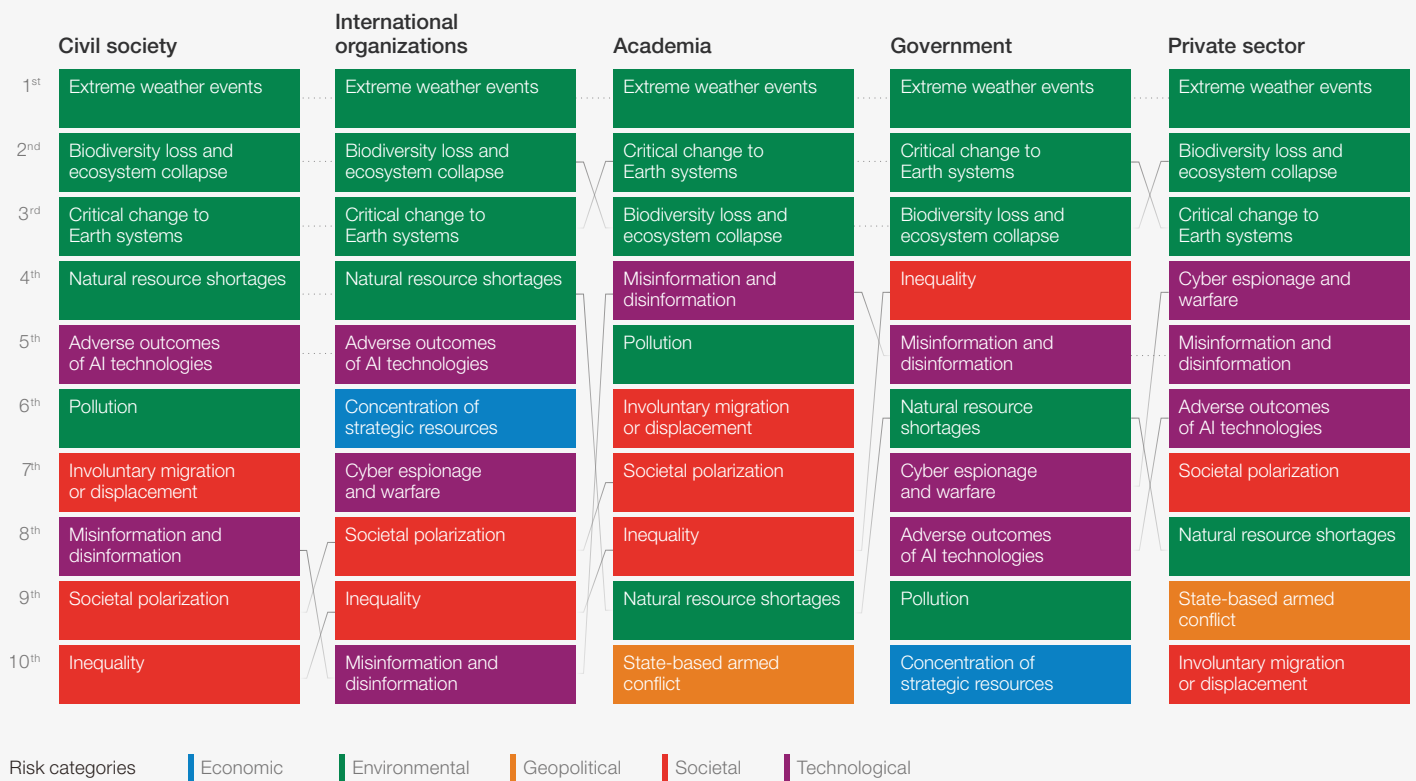 Civil society
International
organizations
Academia
Government
Private sector
1st
Extreme weather events
Extreme weather events
Extreme weather events
Extreme weather events
Extreme weather events
2nd
Biodiversity loss and
ecosystem collapse
Biodiversity loss and
ecosystem collapse
Critical change to
Earth systems
Critical change to
Earth systems
Biodiversity loss and
ecosystem collapse
3rd
Critical change to
Earth systems
Critical change to
Earth systems
Biodiversity loss and
ecosystem collapse
Biodiversity loss and
ecosystem collapse
Critical change to
Earth systems
4th
Natural resource shortages
Natural resource shortages
Misinformation and
disinformation
Inequality
Cyber espionage and
warfare
5th
Adverse outcomes
of AI technologies
Adverse outcomes
of AI technologies
Pollution
Misinformation and
disinformation
Misinformation and
disinformation
6th
Pollution
Concentration of
strategic resources
Involuntary migration
or displacement
Natural resource
shortages
Adverse outcomes
of AI technologies
7th
Involuntary migration
or displacement
Cyber espionage
and warfare
Societal polarization
Cyber espionage
and warfare
Societal polarization
8th
Misinformation and
disinformation
Societal polarization
Inequality
Adverse outcomes
of AI technologies
Natural resource shortages
9th
Societal polarization
Inequality
Natural resource shortages
Pollution
State-based armed
conflict
10th
Inequality
Misinformation and
disinformation
State-based armed
conflict
Concentration of
strategic resources
Involuntary migration
or displacement
Risk categories
Economic
Environmental
Geopolitical
Societal
Technological